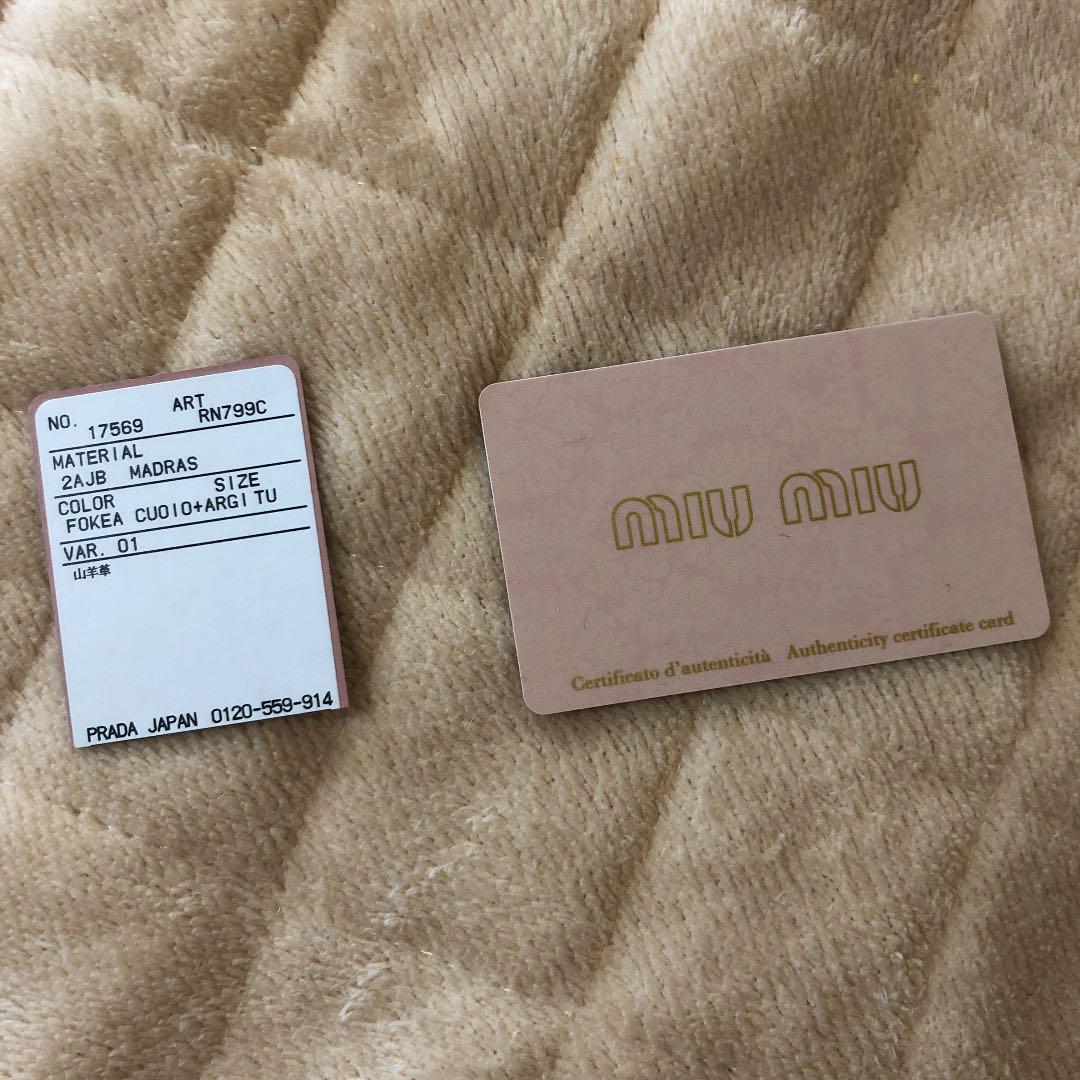 NO. ART
17569 RN799C
MATERIAL
2AJB MADRAS
COLOR SIZE
FOKEA CUOIO+ARGI TU
VAR. 01
山羊革
PRADA JAPAN 0120-559-914
miu miu
Certificato d'autenticità Authenticity certificate card